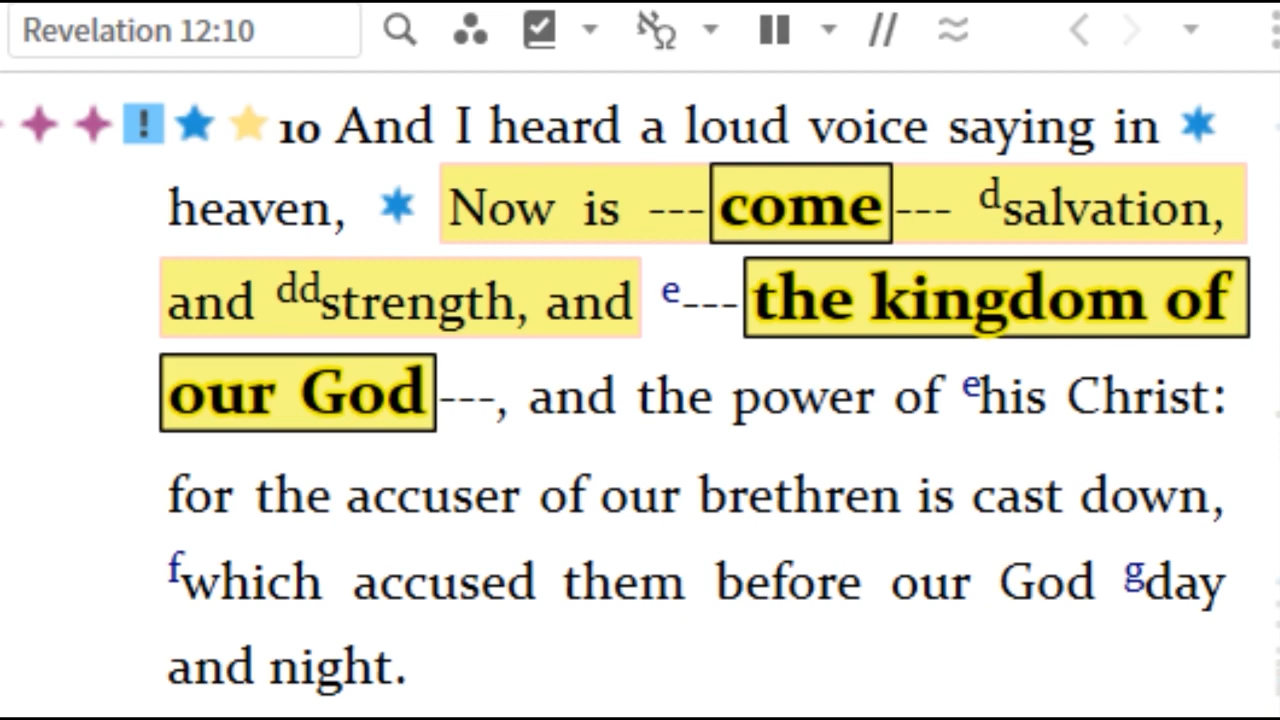 Revelation 12:10
10 And I heard a loud voice saying in
heaven, Now is ---come--- dsalvation,
and ddstrength, and e---the kingdom of
our God---, and the power of ehis Christ:
for the accuser of our brethren is cast down,
fwhich accused them before our God gday
and night.